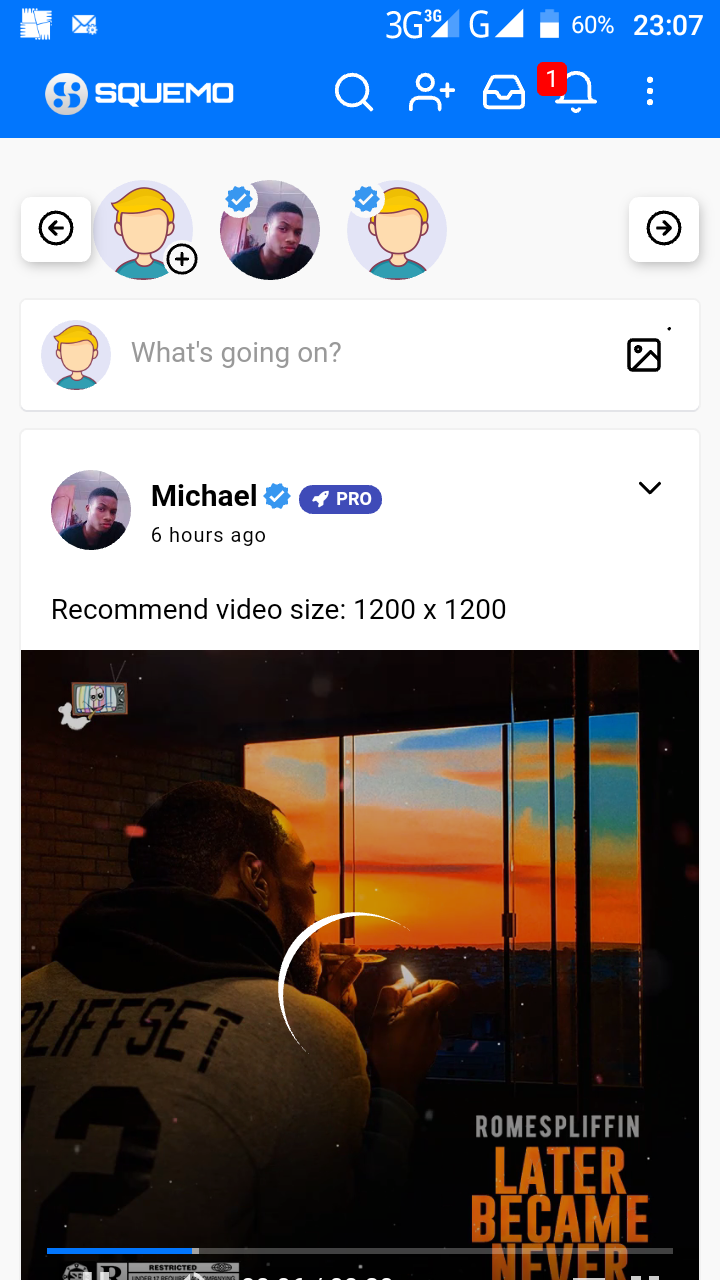 3G 3G G 60% 23:07
SQUEMO
1
What's going on?
Michael PRO
6 hours ago
Recommend video size: 1200 x 1200
PLIFFSET
12
ROMESPLIFFIN
LATER
BECAME
NEVER
R RESTRICTED